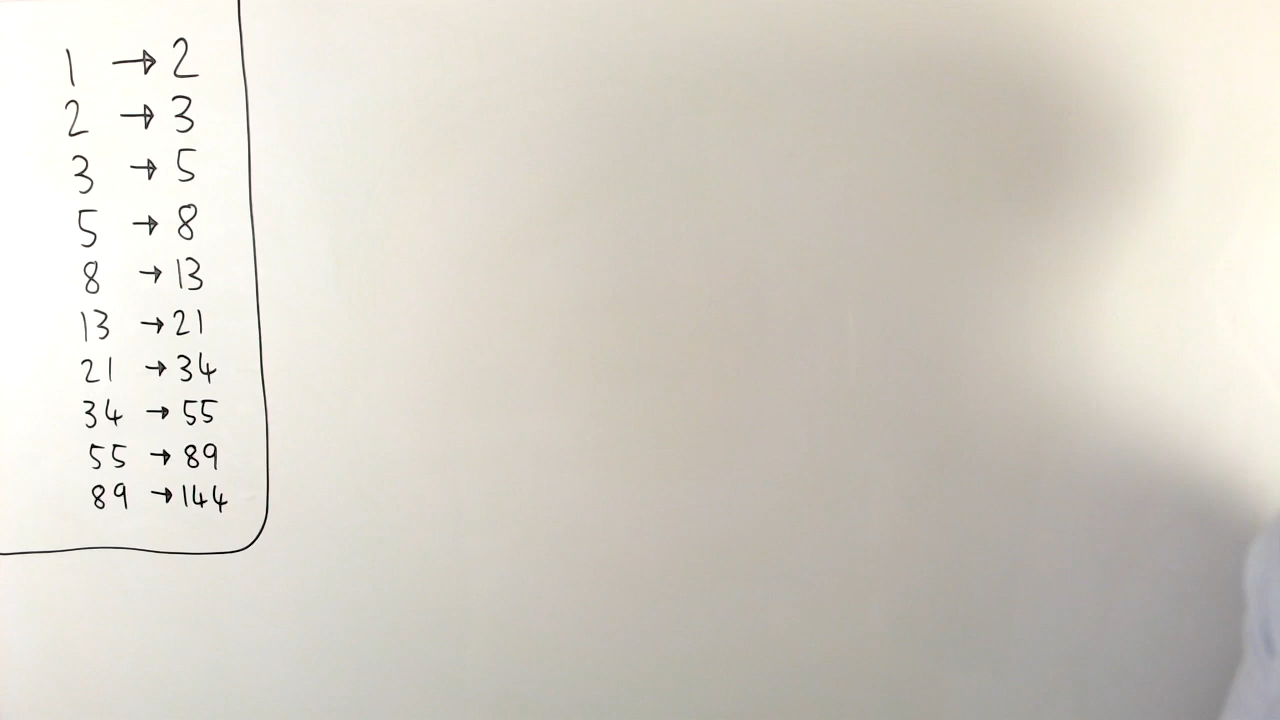 1 → 2
2 → 3
3 → 5
5 → 8
8 → 13
13 → 21
21 → 34
34 → 55
55 → 89
89 → 144